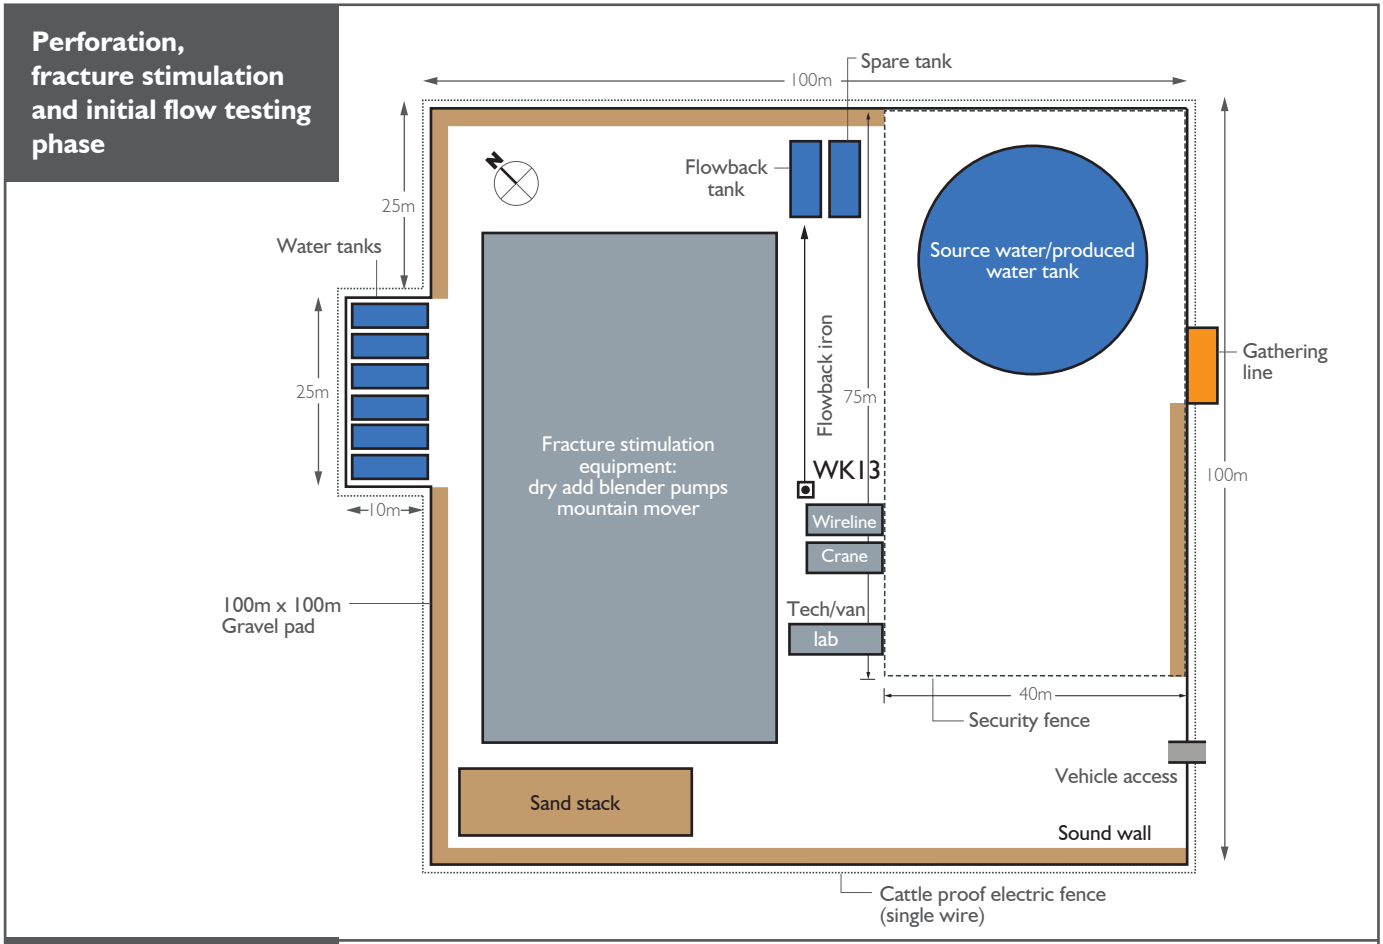 Perforation,
fracture stimulation
and initial flow testing
phase
Spare tank
100m
N
Flowback
tank
25m
Water tanks
Source water/produced
water tank
Flowback iron
Gathering
line
25m
75m
Fracture stimulation
equipment:
dry add blender pumps
mountain mover
WK13
100m
10m
Wireline
Crane
100m x 100m
Gravel pad
Tech/van
lab
40m
Security fence
Vehicle access
Sand stack
Sound wall
Cattle proof electric fence
(single wire)